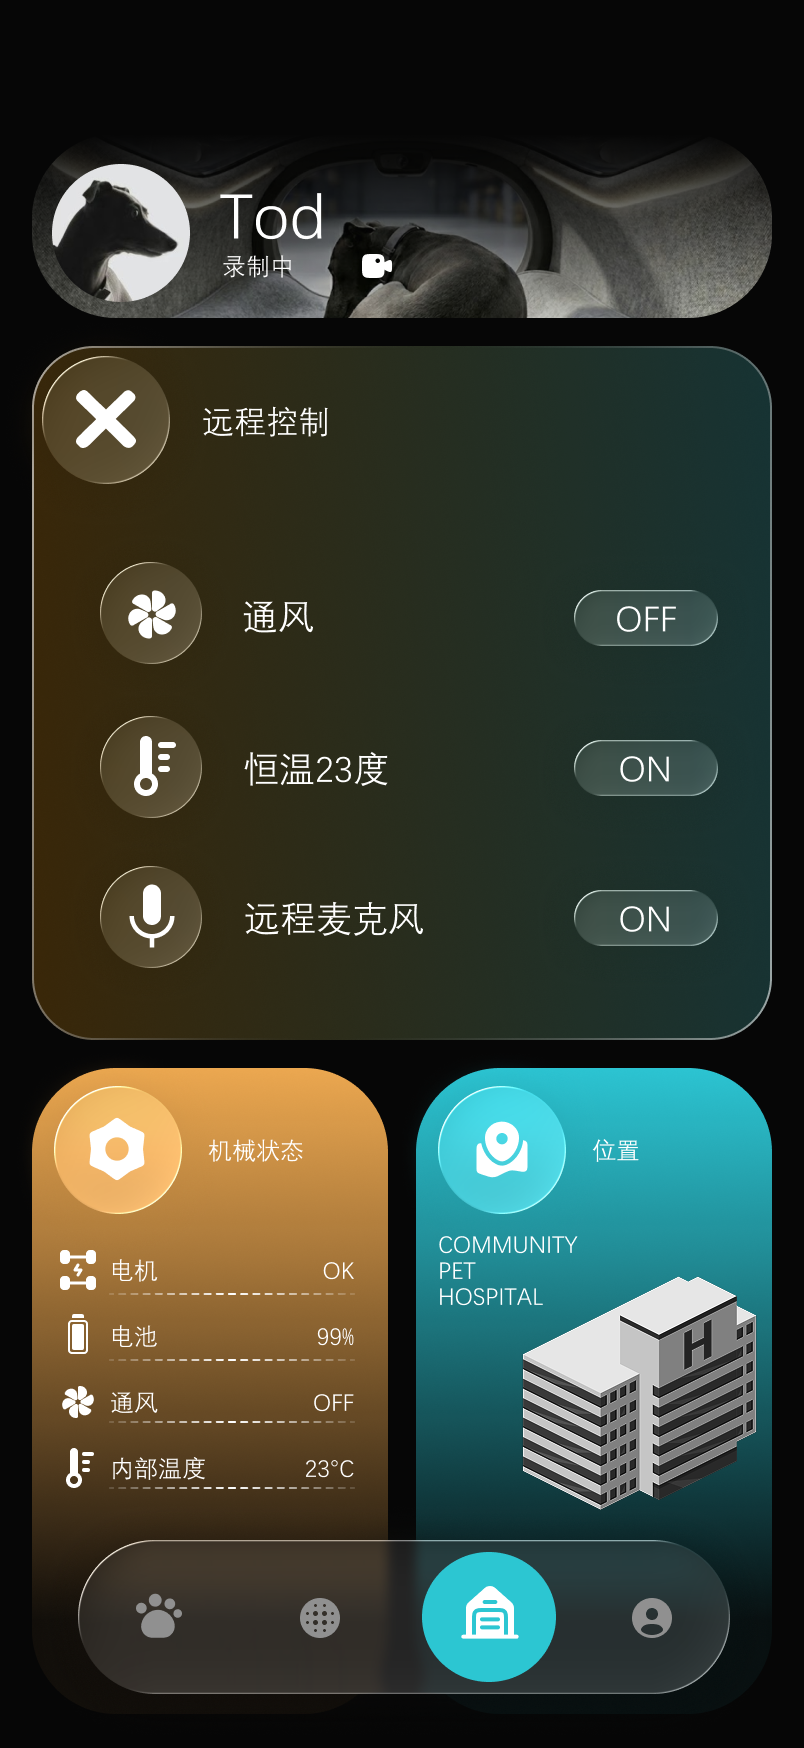 Tod
录制中
远程控制
通风 OFF
恒温23度 ON
远程麦克风 ON
机械状态
电机 OK
电池 99%
通风 OFF
内部温度 23°C
位置
COMMUNITY
PET
HOSPITAL
H